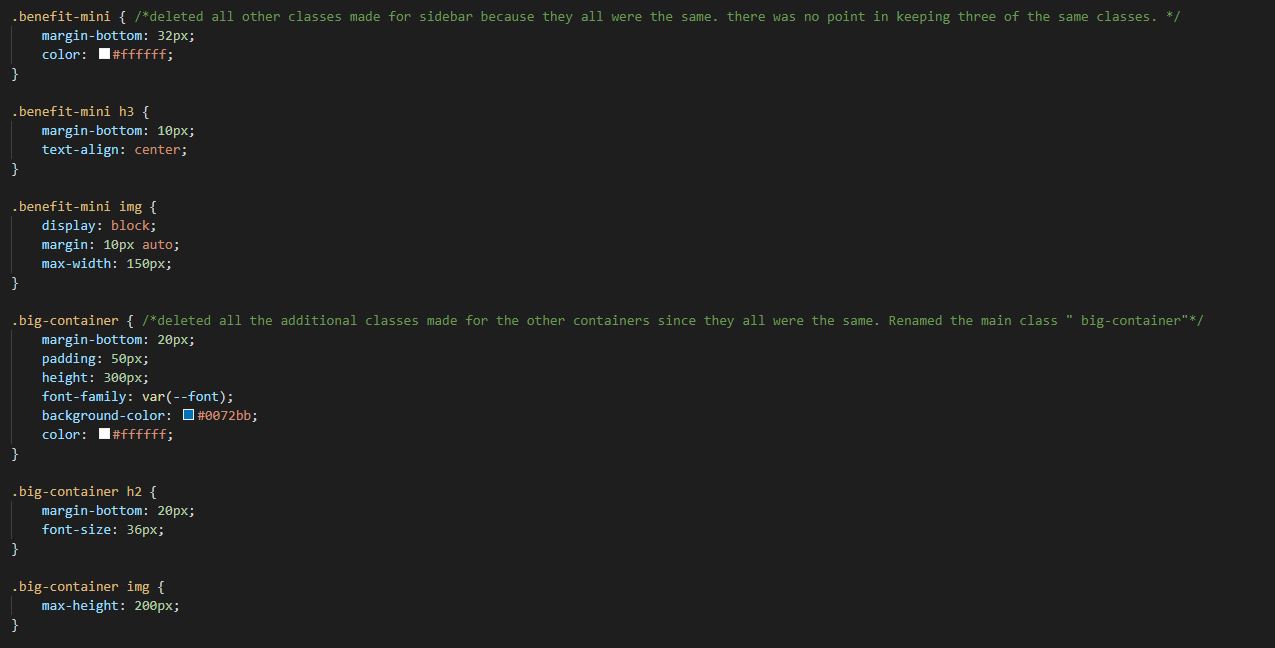 .benefit-mini { /*deleted all other classes made for sidebar because they all were the same. there was no point in keeping three of the same classes. */
margin-bottom: 32px;
color: #ffffff;
}
.benefit-mini h3 {
margin-bottom: 10px;
text-align: center;
}
.benefit-mini img {
display: block;
margin: 10px auto;
max-width: 150px;
}
.big-container { /*deleted all the additional classes made for the other containers since they all were the same. Renamed the main class " big-container"*/
margin-bottom: 20px;
padding: 50px;
height: 300px;
font-family: var(--font);
background-color: #0072bb;
color: #ffffff;
}
.big-container h2 {
margin-bottom: 20px;
font-size: 36px;
}
.big-container img {
max-height: 200px;
}